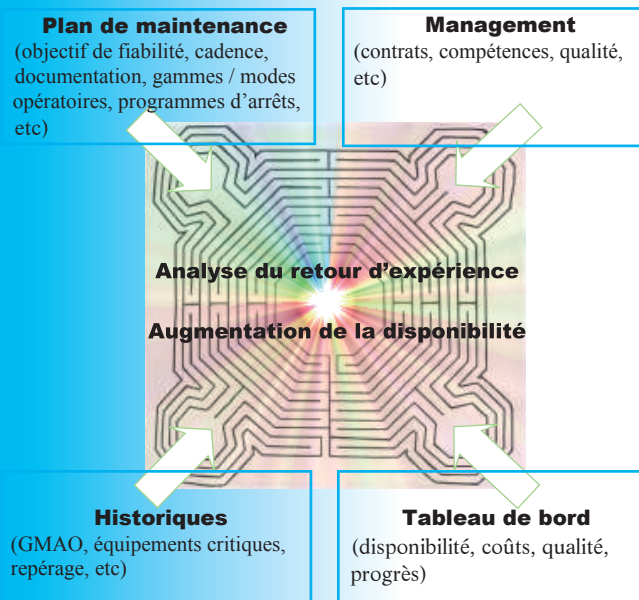 Plan de maintenance
(objectif de fiabilité, cadence,
documentation, gammes / modes
opératoires, programmes d’arrêts,
etc)
Management
(contrats, compétences, qualité,
etc)
Analyse du retour d’expérience
Augmentation de la disponibilité
Historiques
(GMAO, équipements critiques,
repérage, etc)
Tableau de bord
(disponibilité, coûts, qualité,
progrès)